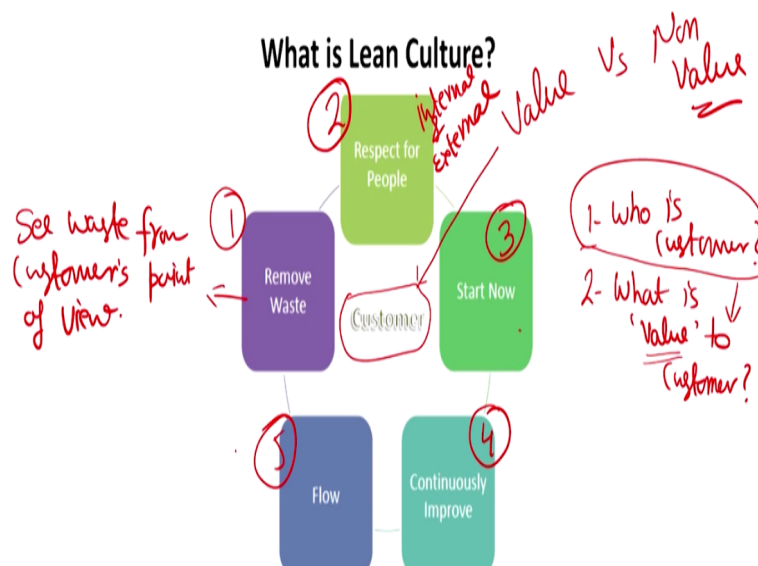 What is Lean Culture?
Value Vs Non
Value
2
Respect for
People
internal
&
External
1
Remove
Waste
See waste from
Customer's point
of view.
Customer
3
Start Now
1- Who is
Customer?
2- What is
'Value' to
Customer?
5
Flow
4
Continuously
Improve